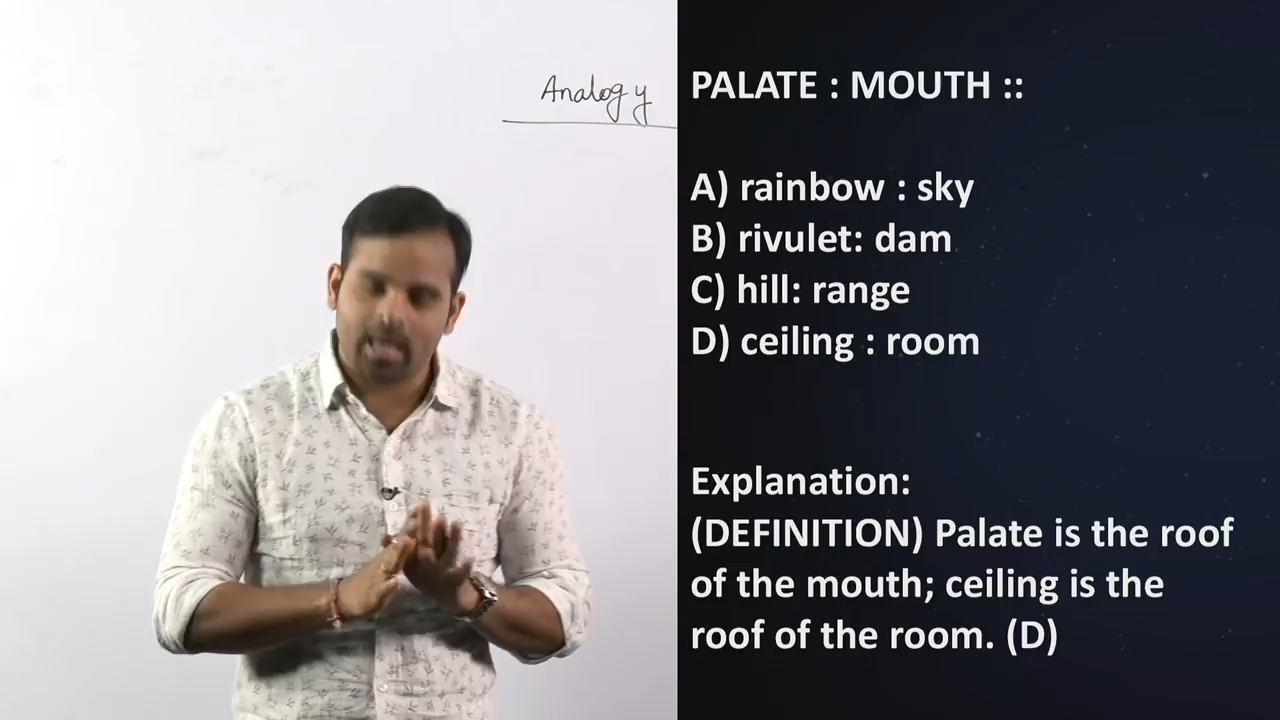 Analogy
PALATE : MOUTH ::
A) rainbow : sky
B) rivulet: dam
C) hill: range
D) ceiling : room
Explanation:
(DEFINITION) Palate is the roof
of the mouth; ceiling is the
roof of the room. (D)